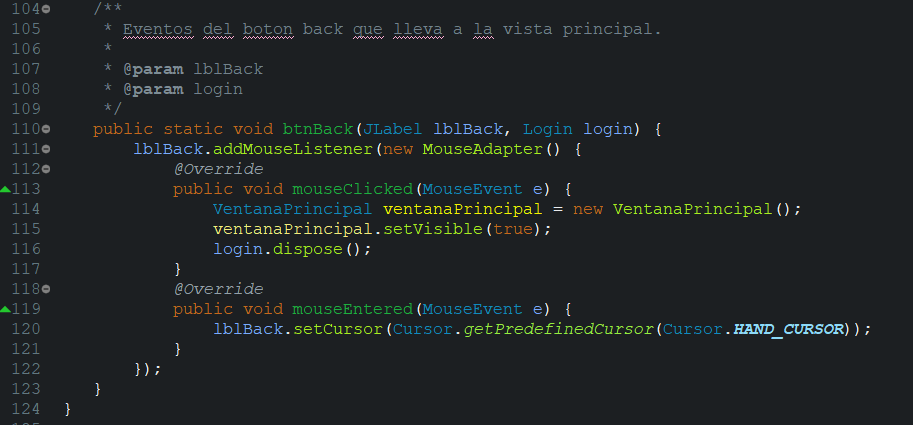 104 /**
105 * Eventos del boton back que lleva a la vista principal.
106 *
107 * @param lblBack
108 * @param login
109 */
110 public static void btnBack(JLabel lblBack, Login login) {
111 lblBack.addMouseListener(new MouseAdapter() {
112 @Override
113 public void mouseClicked(MouseEvent e) {
114 VentanaPrincipal ventanaPrincipal = new VentanaPrincipal();
115 ventanaPrincipal.setVisible(true);
116 login.dispose();
117 }
118 @Override
119 public void mouseEntered(MouseEvent e) {
120 lblBack.setCursor(Cursor.getPredefinedCursor(Cursor.HAND_CURSOR));
121 }
122 });
123 }
124 }